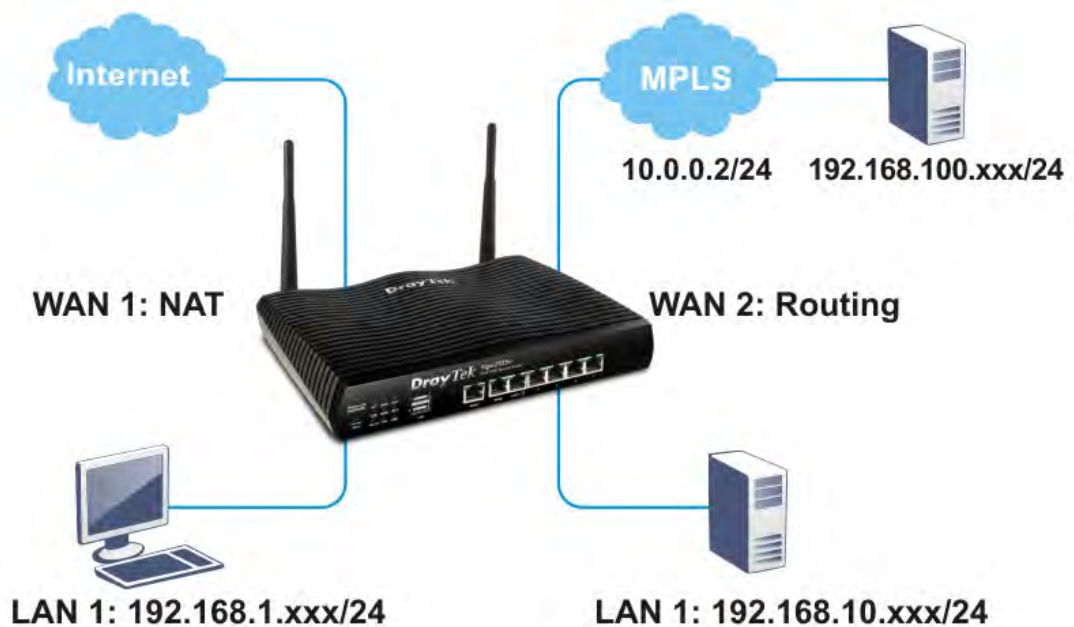 Internet
MPLS
10.0.0.2/24
192.168.100.xxx/24
WAN 1: NAT
WAN 2: Routing
DrayTek
DrayTek
LAN 1: 192.168.1.xxx/24
LAN 1: 192.168.10.xxx/24